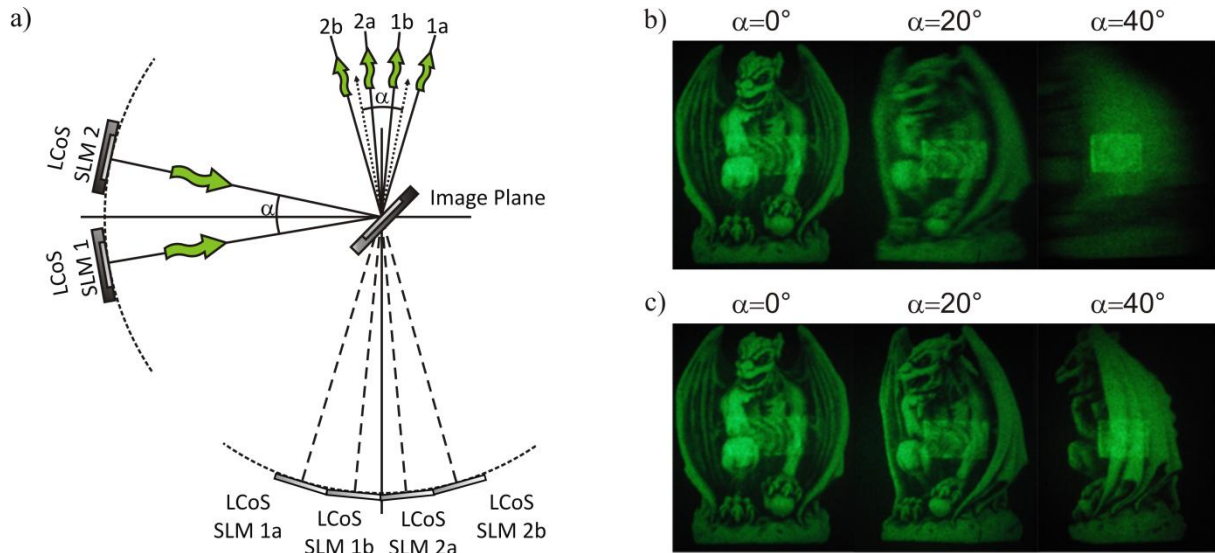 a)
2b 2a 1b 1a
α
LCoS
SLM 2
α
Image Plane
LCoS
SLM 1
LCoS
SLM 1a
LCoS
SLM 1b
LCoS
SLM 2a
LCoS
SLM 2b
b)
α=0° α=20° α=40°
c)
α=0° α=20° α=40°